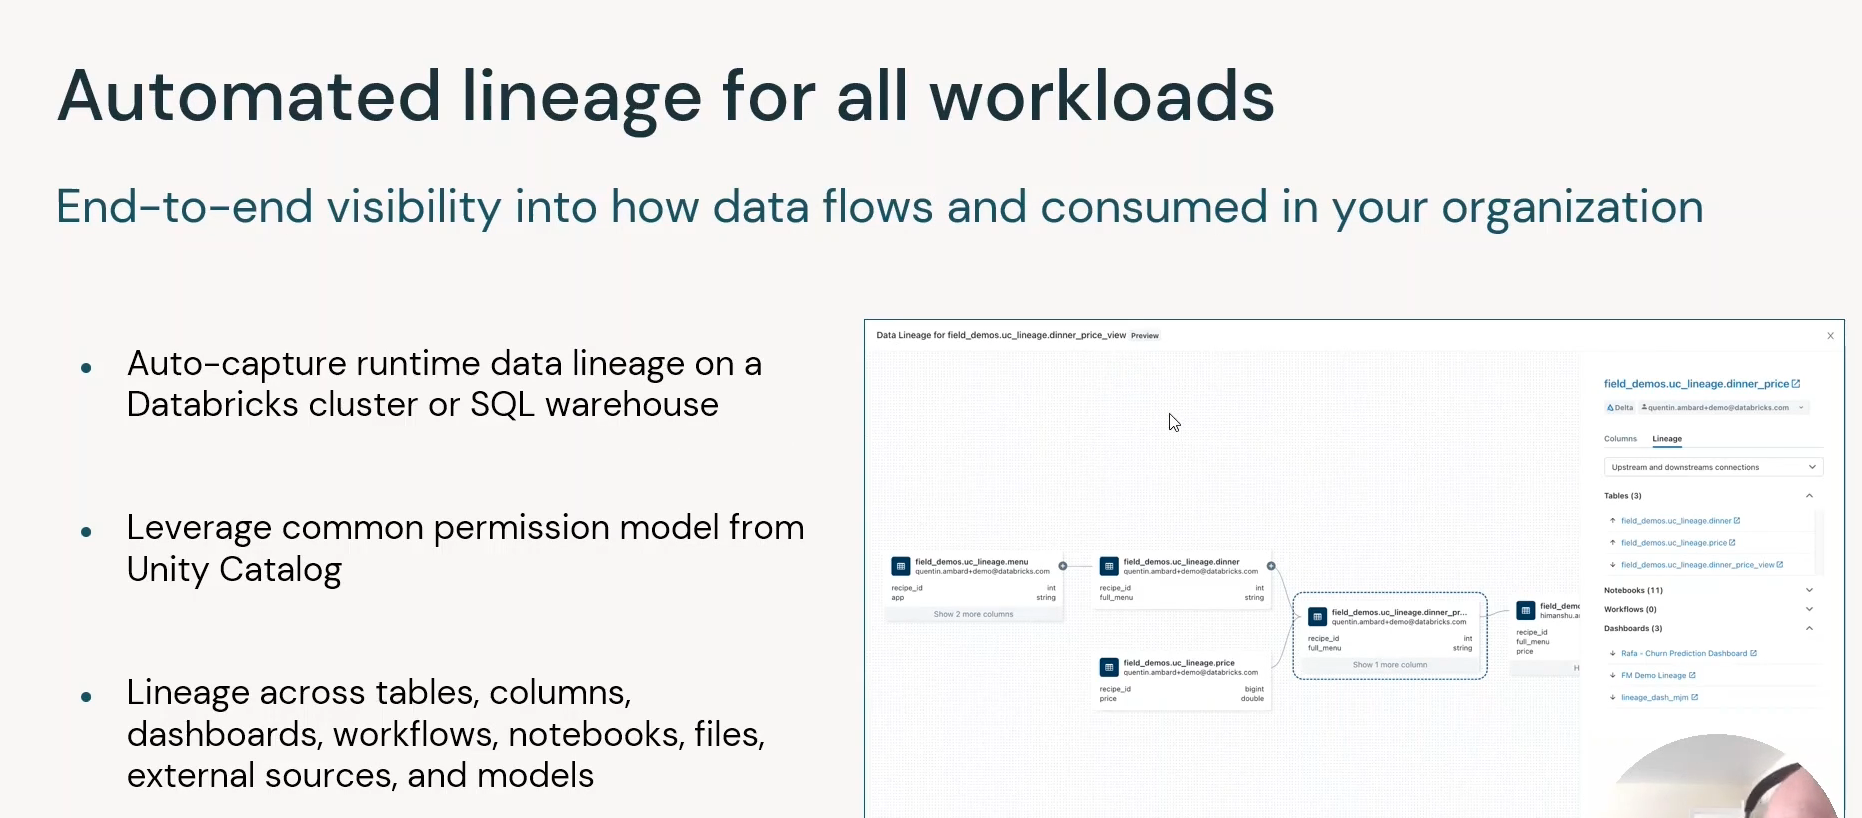 Automated lineage for all workloads
End-to-end visibility into how data flows and consumed in your organization
• Auto-capture runtime data lineage on a
Databricks cluster or SQL warehouse
• Leverage common permission model from
Unity Catalog
• Lineage across tables, columns,
dashboards, workflows, notebooks, files,
external sources, and models
Data Lineage for field_demos.uc_lineage.dinner_price_view Preview
X
field_demos.uc_lineage.menu
quentin.ambard+demo@databricks.com
recipe_id int
app string
Show 2 more columns
field_demos.uc_lineage.dinner
quentin.ambard+demo@databricks.com
recipe_id int
full_menu string
field_demos.uc_lineage.price
quentin.ambard+demo@databricks.com
recipe_id bigint
price double
field_demos.uc_lineage.dinner_pr...
quentin.ambard+demo@databricks.com
recipe_id int
full_menu string
Show 1 more column
field_demo
himanshu.a
recipe_id
full_menu
price
H
field_demos.uc_lineage.dinner_price
Delta quentin.ambard+demo@databricks.com
Columns Lineage
Upstream and downstreams connections
Tables (3)
↑ field_demos.uc_lineage.dinner
↑ field_demos.uc_lineage.price
↓ field_demos.uc_lineage.dinner_price_view
Notebooks (11)
Workflows (0)
Dashboards (3)
↓ Rafa - Churn Prediction Dashboard
↓ FM Demo Lineage
↓ lineage_dash_mjm